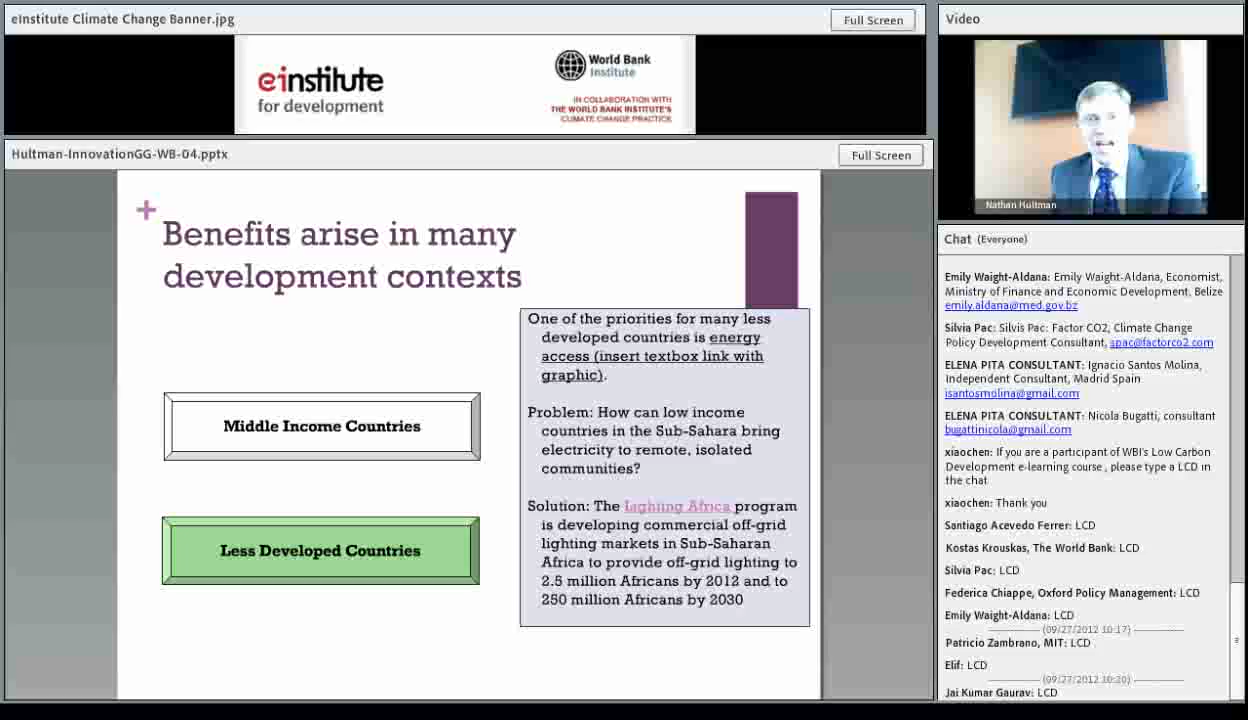 eInstitute Climate Change Banner.jpg
Full Screen
einstitute
for development
World Bank
Institute
IN COLLABORATION WITH
THE WORLD BANK INSTITUTE'S
CLIMATE CHANGE PRACTICE
Hultman-InnovationGG-WB-04.pptx
Full Screen
+
Benefits arise in many
development contexts
Middle Income Countries
Less Developed Countries
One of the priorities for many less
developed countries is energy
access (insert textbox link with
graphic).
Problem: How can low income
countries in the Sub-Sahara bring
electricity to remote, isolated
communities?
Solution: The Lighting Africa program
is developing commercial off-grid
lighting markets in Sub-Saharan
Africa to provide off-grid lighting to
2.5 million Africans by 2012 and to
250 million Africans by 2030
Video
Nathan Hultman
Chat (Everyone)
Emily Waight-Aldana: Emily Waight-Aldana, Economist,
Ministry of Finance and Economic Development, Belize
emily.aldana@med.gov.bz
Silvia Pac: Silvis Pac: Factor CO2, Climate Change
Policy Development Consultant, spac@factorco2.com
ELENA PITA CONSULTANT: Ignacio Santos Molina,
Independent Consultant, Madrid Spain
isantosmolina@gmail.com
ELENA PITA CONSULTANT: Nicola Bugatti, consultant
bugattinicola@gmail.com
xiaochen: If you are a participant of WBI's Low Carbon
Development e-learning course , please type a LCD in
the chat
xiaochen: Thank you
Santiago Acevedo Ferrer: LCD
Kostas Krouskas, The World Bank: LCD
Silvia Pac: LCD
Federica Chiappe, Oxford Policy Management: LCD
Emily Waight-Aldana: LCD
(09/27/2012 10:17)
Patricio Zambrano, MIT: LCD
Elif: LCD
(09/27/2012 10:20)
Jai Kumar Gaurav: LCD